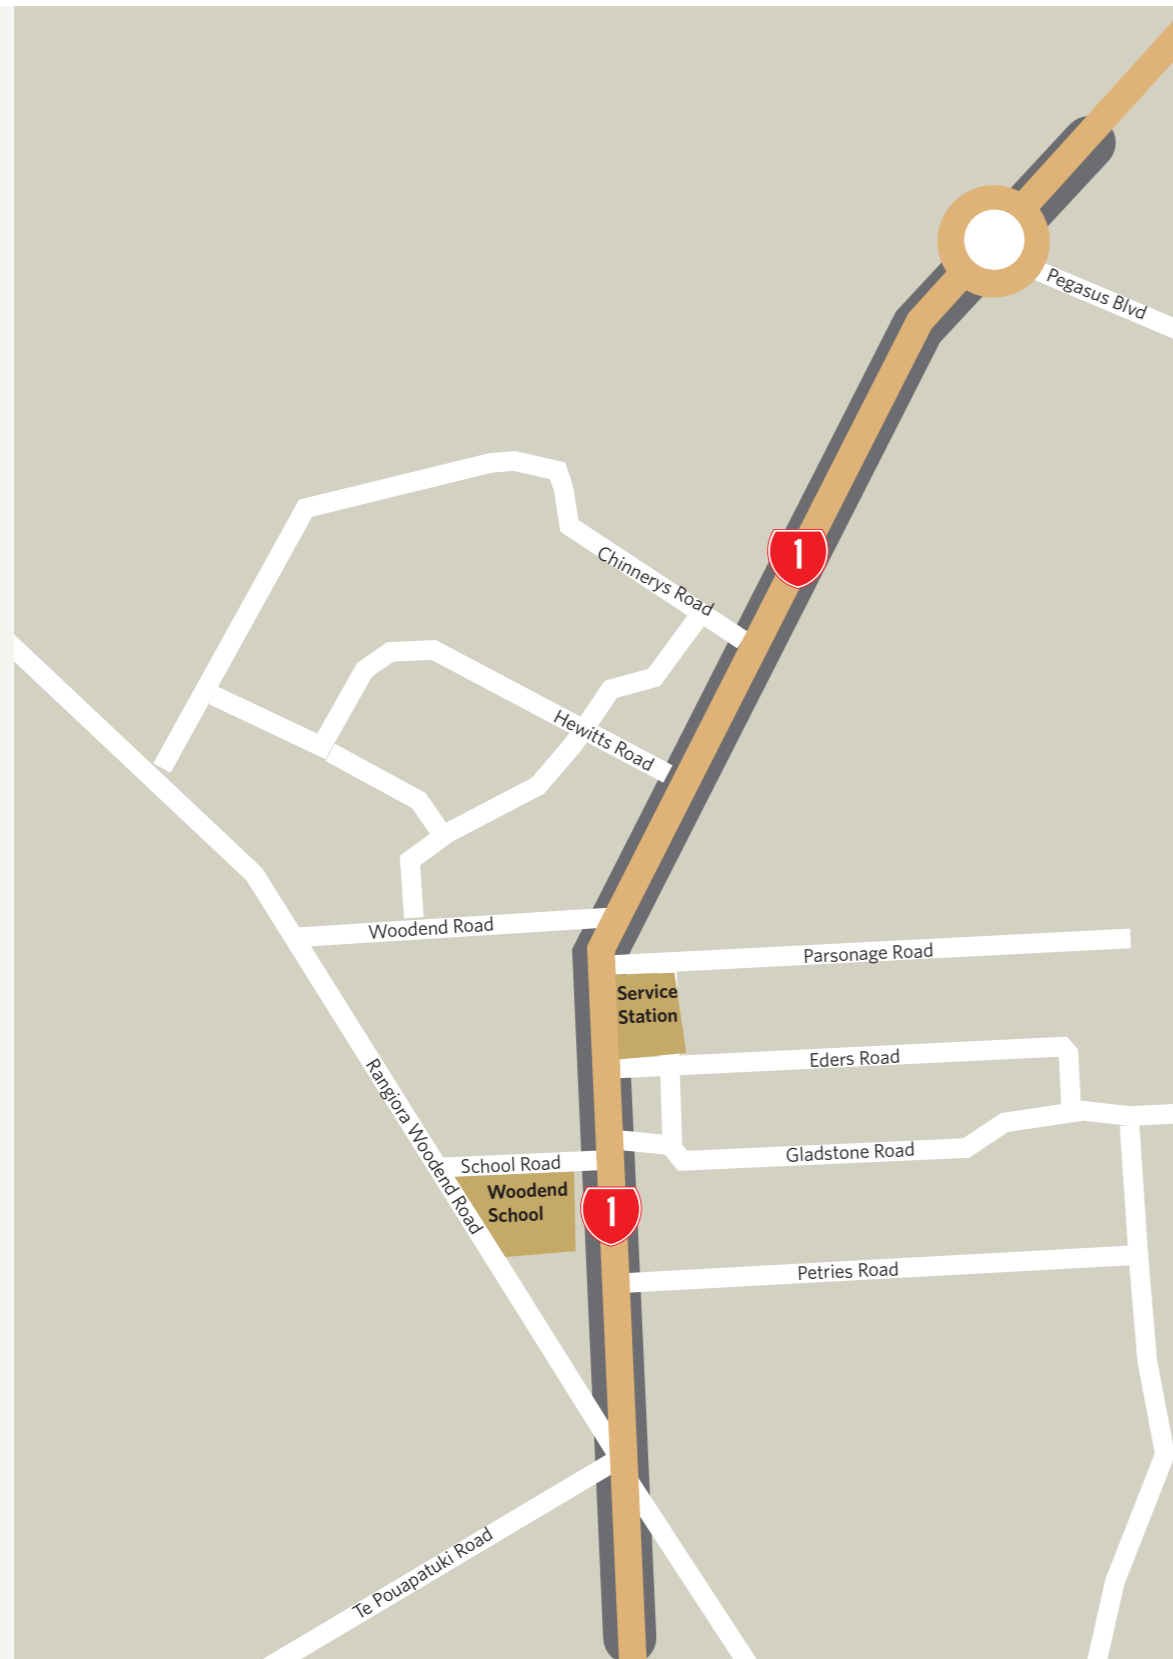 Pegasus Blvd
1
Chinnerys Road
Hewitts Road
Woodend Road
Parsonage Road
Service
Station
Eders Road
Rangiora Woodend Road
Gladstone Road
School Road
Woodend
School
1
Petries Road
Te Pouapatuki Road